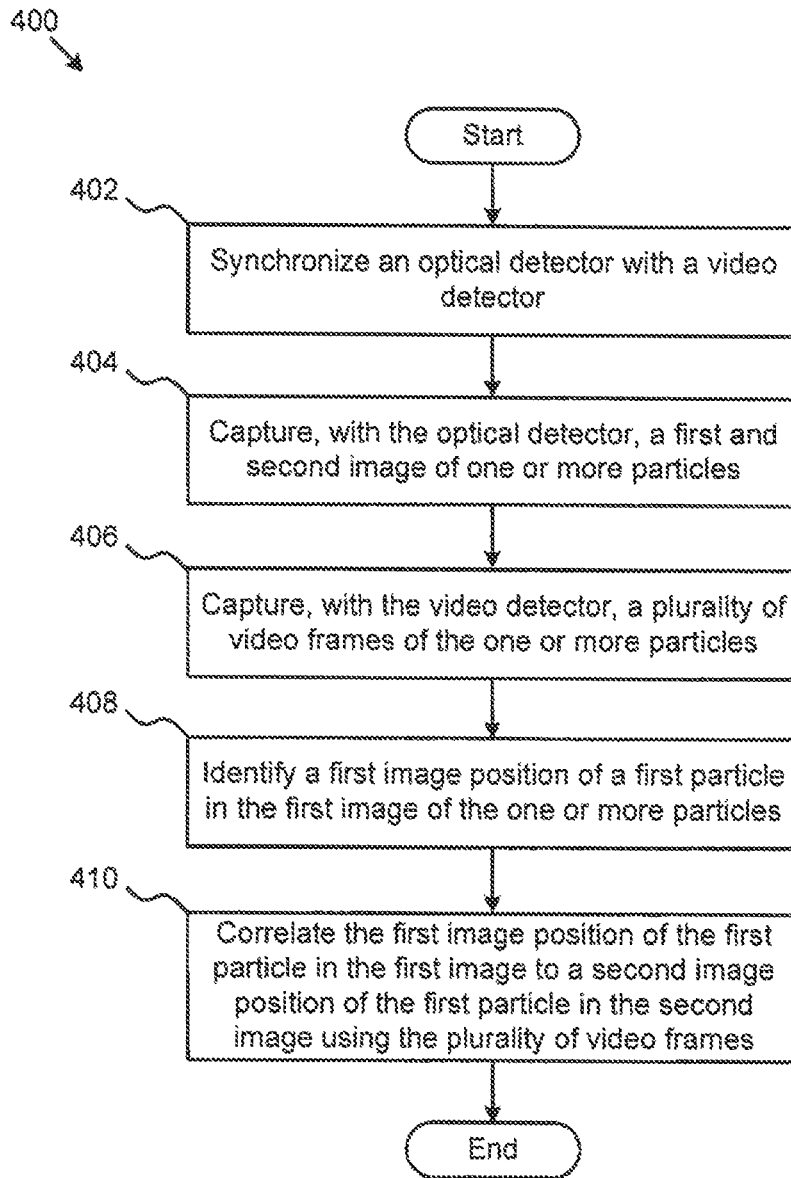 400
Start
402
Synchronize an optical detector with a video
detector
404
Capture, with the optical detector, a first and
second image of one or more particles
406
Capture, with the video detector, a plurality of
video frames of the one or more particles
408
Identify a first image position of a first particle
in the first image of the one or more particles
410
Correlate the first image position of the first
particle in the first image to a second image
position of the first particle in the second
image using the plurality of video frames
End